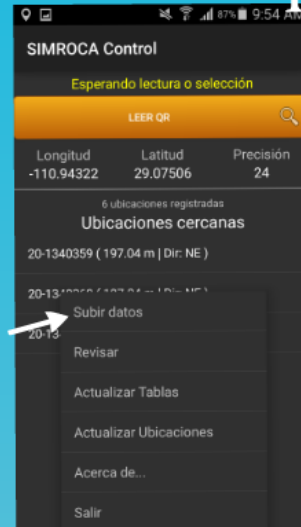 87% 9:54 AM
SIMROCA Control
Esperando lectura o selección
LEER QR
Longitud Latitud Precisión
-110.94322 29.07506 24
6 ubicaciones registradas
Ubicaciones cercanas
20-1340359 ( 197.04 m | Dir: NE )
Subir datos
Revisar
Actualizar Tablas
Actualizar Ubicaciones
Acerca de...
Salir